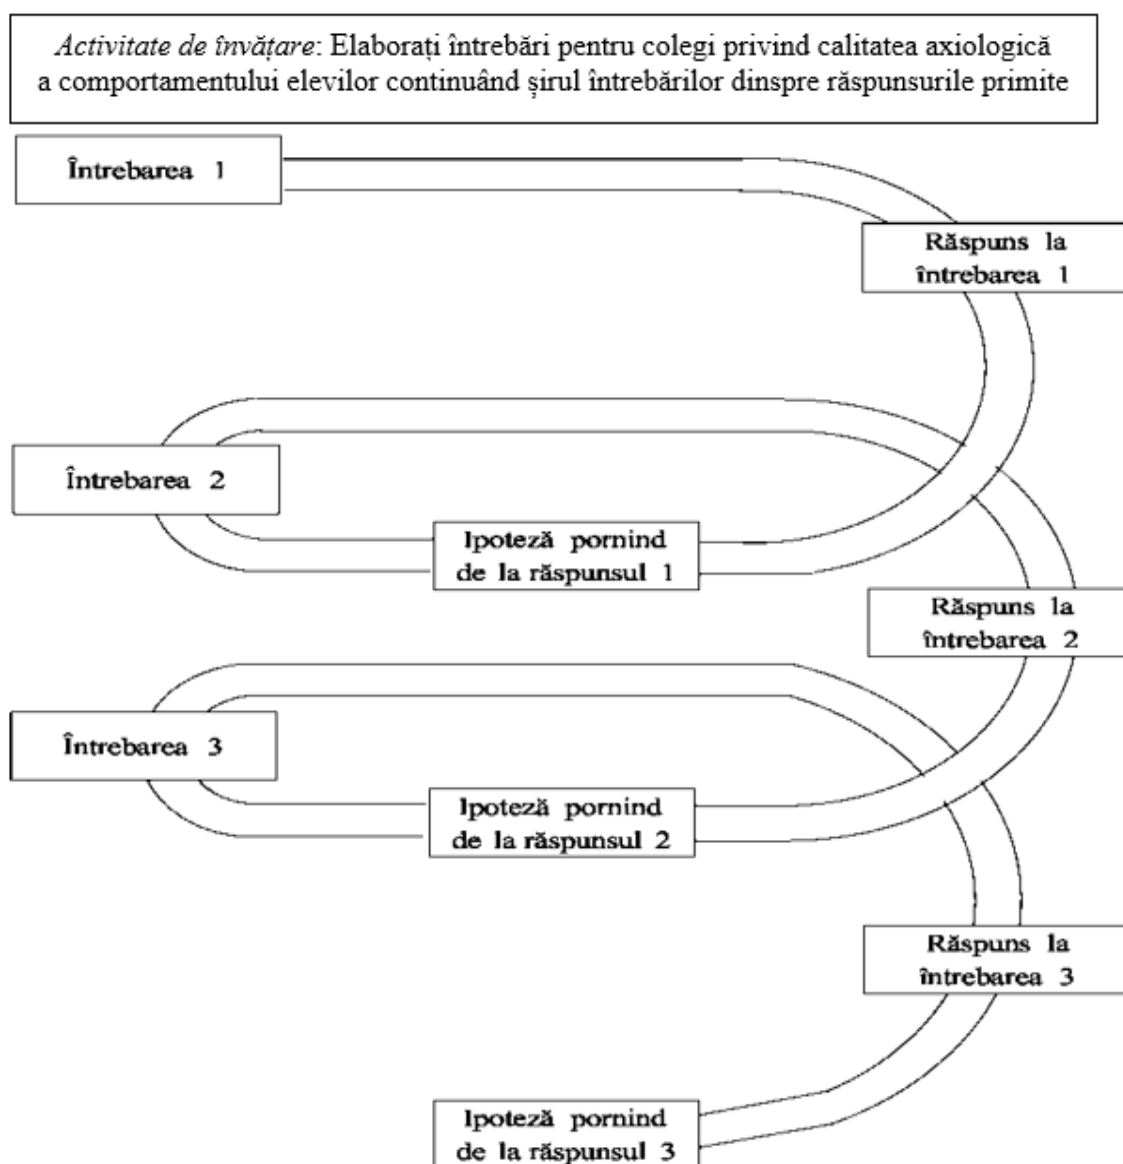 Activitate de învățare: Elaborați întrebări pentru colegi privind calitatea axiologică
a comportamentului elevilor continuând șirul întrebărilor dinspre răspunsurile primite
Întrebarea 1
Răspuns la
întrebarea 1
Întrebarea 2
Ipoteză pornind
de la răspunsul 1
Răspuns la
întrebarea 2
Întrebarea 3
Ipoteză pornind
de la răspunsul 2
Răspuns la
întrebarea 3
Ipoteză pornind
de la răspunsul 3